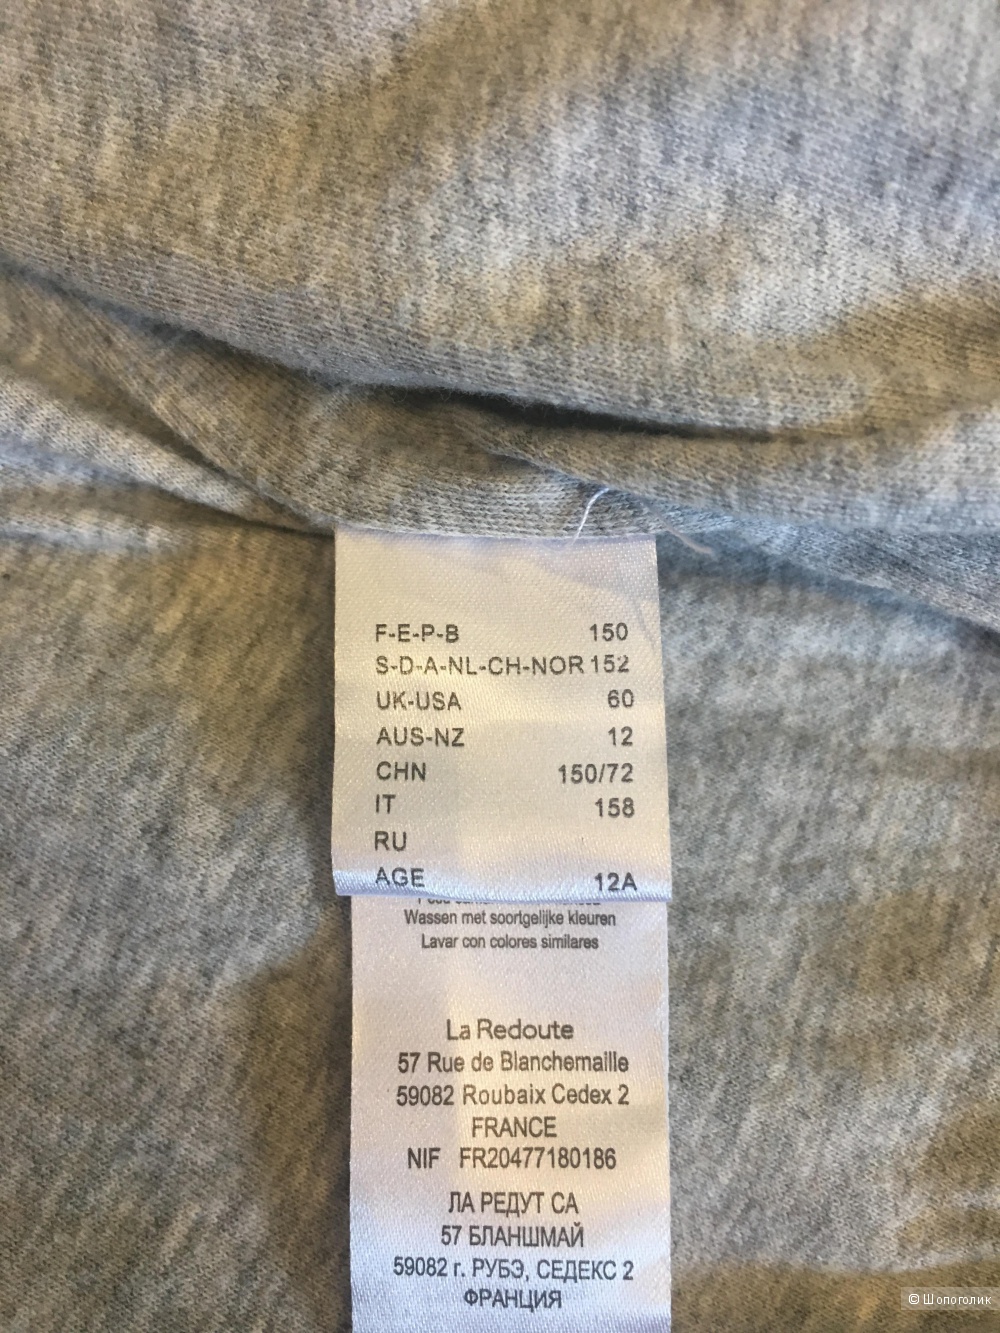 F-E-P-B 150
S-D-A-NL-CH-NOR 152
UK-USA 60
AUS-NZ 12
CHN 150/72
IT 158
RU
AGE 12A
Wassen met soortgelijke kleuren
Lavar con colores similares
La Redoute
57 Rue de Blanchemaille
59082 Roubaix Cedex 2
FRANCE
NIF FR20477180186
ЛА РЕДУТ СА
57 БЛАНШМАЙ
59082 г. РУБЭ, СЕДЕКС 2
ФРАНЦИЯ
© Шопоголик